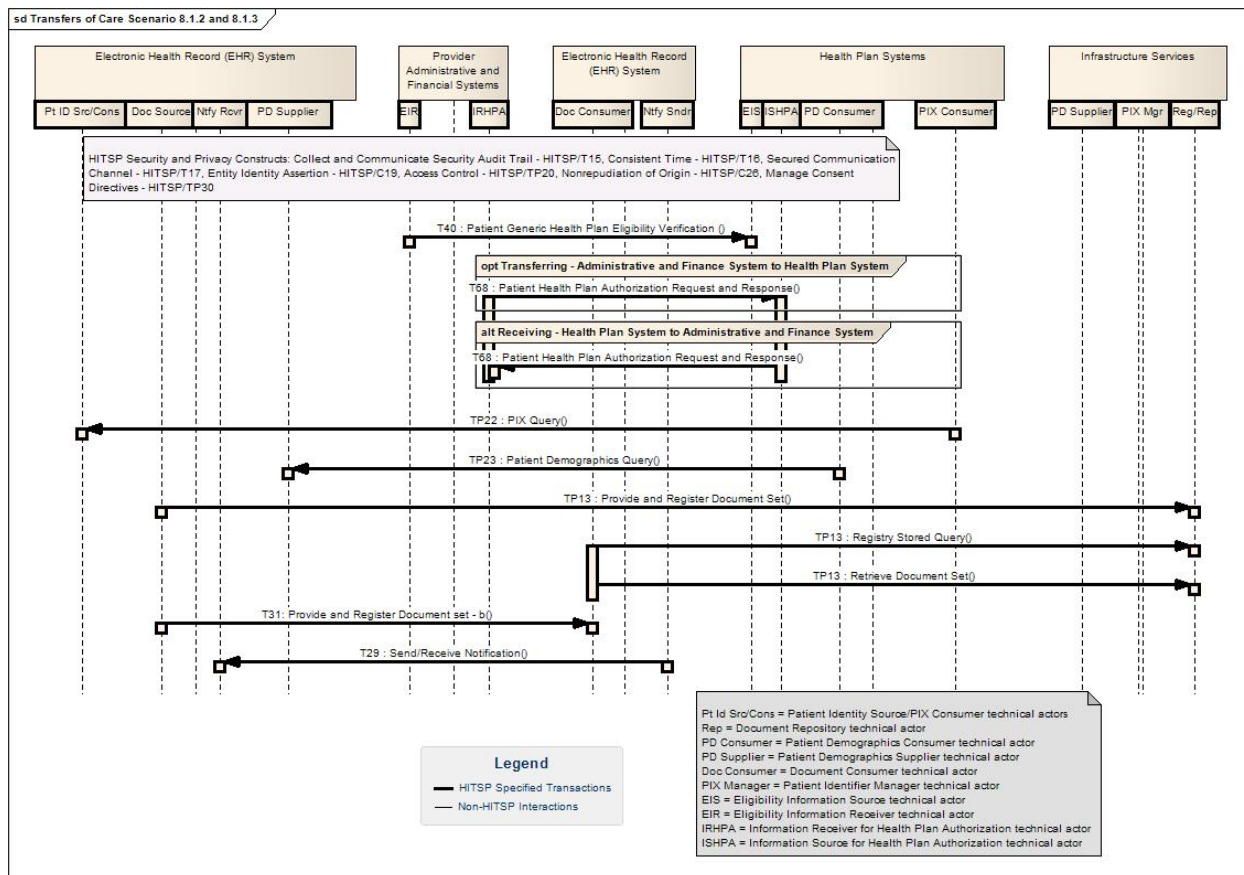 sd Transfers of Care Scenario 8.1.2 and 8.1.3
Electronic Health Record (EHR) System
Provider
Administrative and
Financial Systems
Electronic Health Record
(EHR) System
Health Plan Systems
Infrastructure Services
Pt ID Src/Cons
Doc Source
Ntfy Rcvr
PD Supplier
EIR
IRHPA
Doc Consumer
Ntfy Sndr
EIS
ISHPA
PD Consumer
PIX Consumer
PD Supplier
PIX Mgr
Reg/Rep
HITSP Security and Privacy Constructs: Collect and Communicate Security Audit Trail - HITSP/T15, Consistent Time - HITSP/T16, Secured Communication
Channel - HITSP/T17, Entity Identity Assertion - HITSP/C19, Access Control - HITSP/TP20, Nonrepudiation of Origin - HITSP/C26, Manage Consent
Directives - HITSP/TP30
T40 : Patient Generic Health Plan Eligibility Verification ()
opt Transferring - Administrative and Finance System to Health Plan System
T68 : Patient Health Plan Authorization Request and Response()
alt Receiving - Health Plan System to Administrative and Finance System
T68 : Patient Health Plan Authorization Request and Response()
TP22 : PIX Query()
TP23 : Patient Demographics Query()
TP13 : Provide and Register Document Set()
TP13 : Registry Stored Query()
TP13 : Retrieve Document Set()
T31: Provide and Register Document set - b()
T29 : Send/Receive Notification()
Pt Id Src/Cons = Patient Identity Source/PIX Consumer technical actors
Rep = Document Repository technical actor
PD Consumer = Patient Demographics Consumer technical actor
PD Supplier = Patient Demographics Supplier technical actor
Doc Consumer = Document Consumer technical actor
PIX Manager = Patient Identifier Manager technical actor
EIS = Eligibility Information Source technical actor
EIR = Eligibility Information Receiver technical actor
IRHPA = Information Receiver for Health Plan Authorization technical actor
ISHPA = Information Source for Health Plan Authorization technical actor
Legend
HITSP Specified Transactions
Non-HITSP Interactions